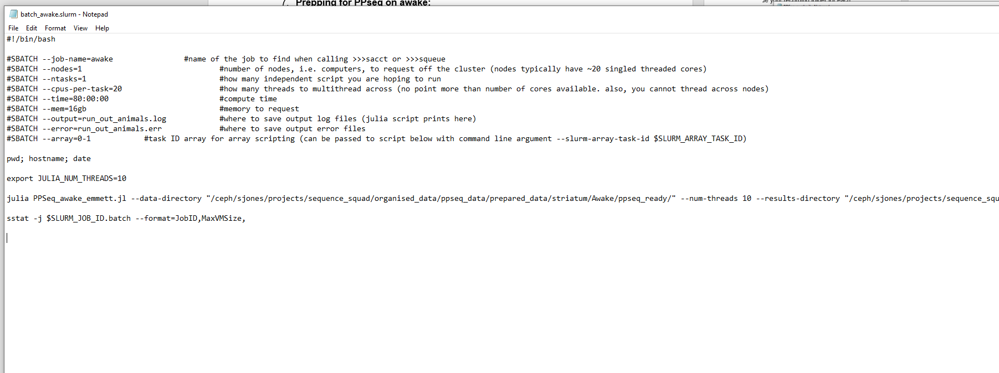 7. Prepping for PPseq on awake:
batch_awake.slurm - Notepad
File Edit Format View Help
#!/bin/bash
#SBATCH --job-name=awake #name of the job to find when calling >>>sacct or >>>squeue
#SBATCH --nodes=1 #number of nodes, i.e. computers, to request off the cluster (nodes typically have ~20 singled threaded cores)
#SBATCH --ntasks=1 #how many independent script you are hoping to run
#SBATCH --cpus-per-task=20 #how many threads to multithread across (no point more than number of cores available. also, you cannot thread across nodes)
#SBATCH --time=80:00:00 #compute time
#SBATCH --mem=16gb #memory to request
#SBATCH --output=run_out_animals.log #where to save output log files (julia script prints here)
#SBATCH --error=run_out_animals.err #where to save output error files
#SBATCH --array=0-1 #task ID array for array scripting (can be passed to script below with command line argument --slurm-array-task-id $SLURM_ARRAY_TASK_ID)
pwd; hostname; date
export JULIA_NUM_THREADS=10
julia PPSeq_awake_emmett.jl --data-directory "/ceph/sjones/projects/sequence_squad/organised_data/ppseq_data/prepared_data/striatum/Awake/ppseq_ready/" --num-threads 10 --results-directory "/ceph/sjones/projects/sequence_squ
sstat -j $SLURM_JOB_ID.batch --format=JobID,MaxVMSize,